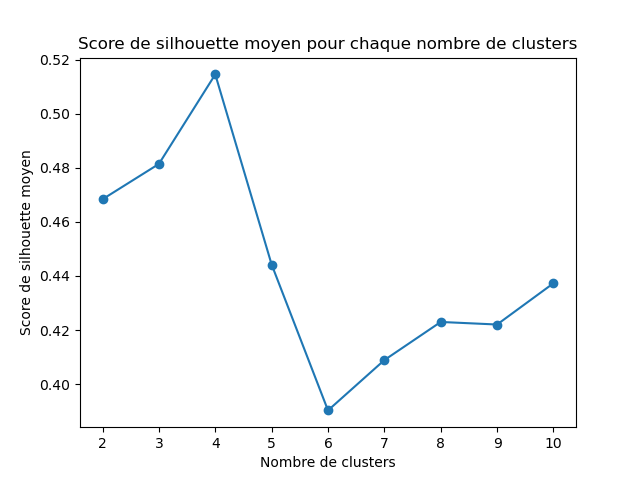 Score de silhouette moyen pour chaque nombre de clusters
0.52
0.50
0.48
0.46
0.44
0.42
0.40
Score de silhouette moyen
2 3 4 5 6 7 8 9 10
Nombre de clusters